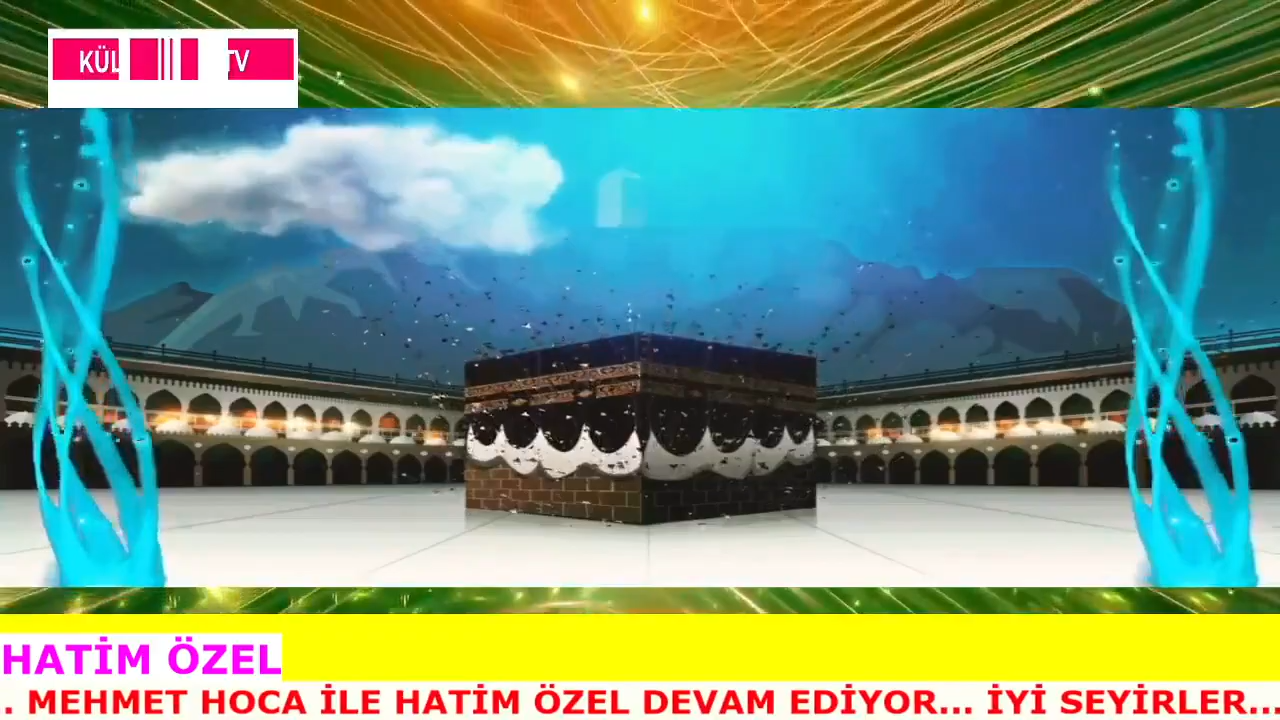 KÜL TV
HATİM ÖZEL
. MEHMET HOCA İLE HATİM ÖZEL DEVAM EDİYOR... İYİ SEYİRLER...